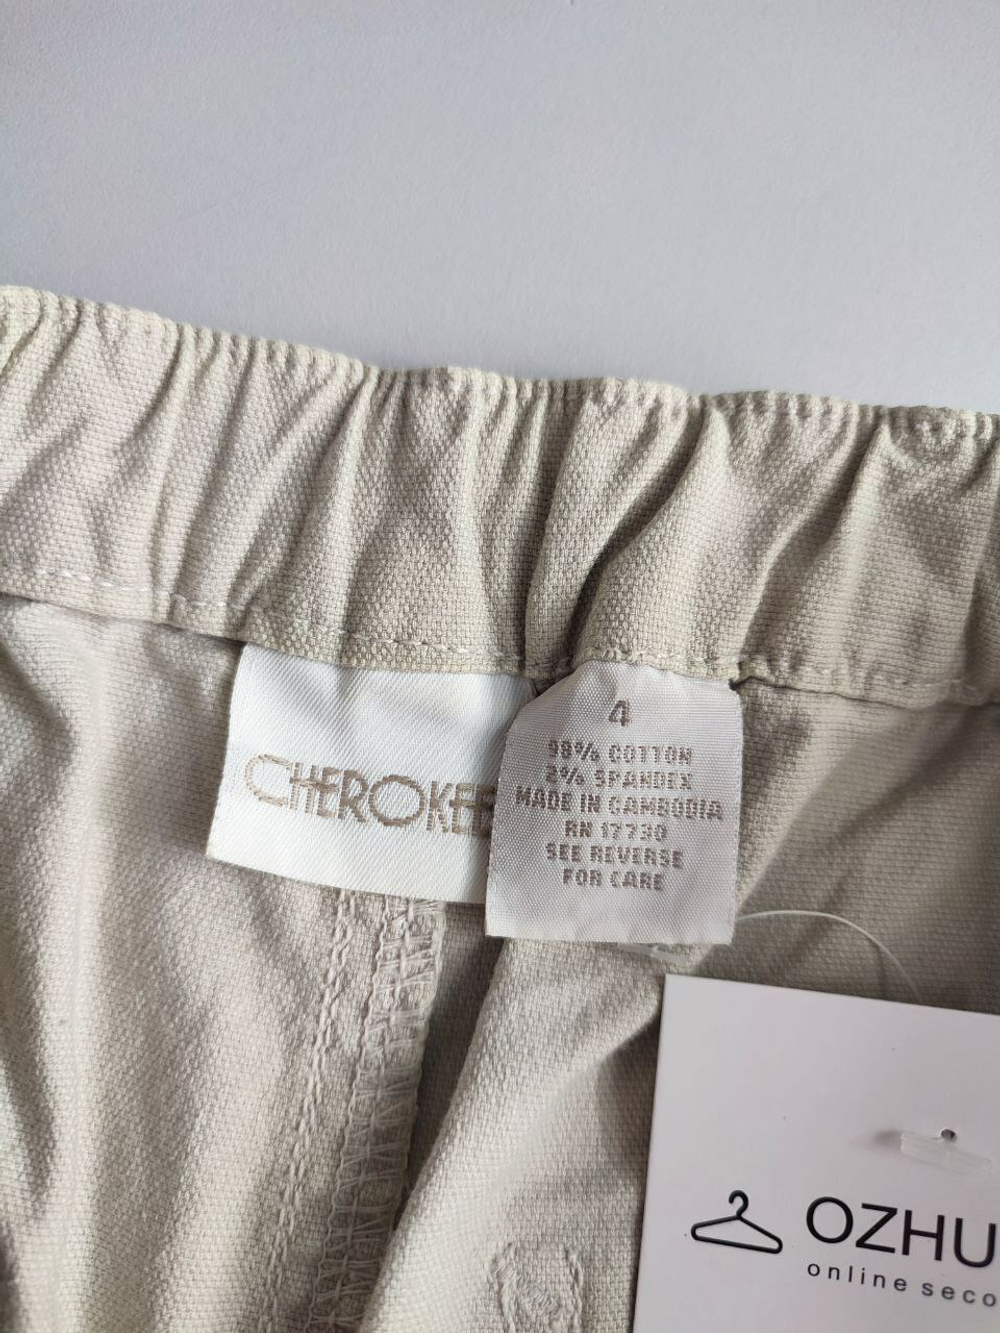 CHEROKEE
4
98% COTTON
2% SPANDEX
MADE IN CAMBODIA
RN 17730
SEE REVERSE
FOR CARE
OZHU
online seco